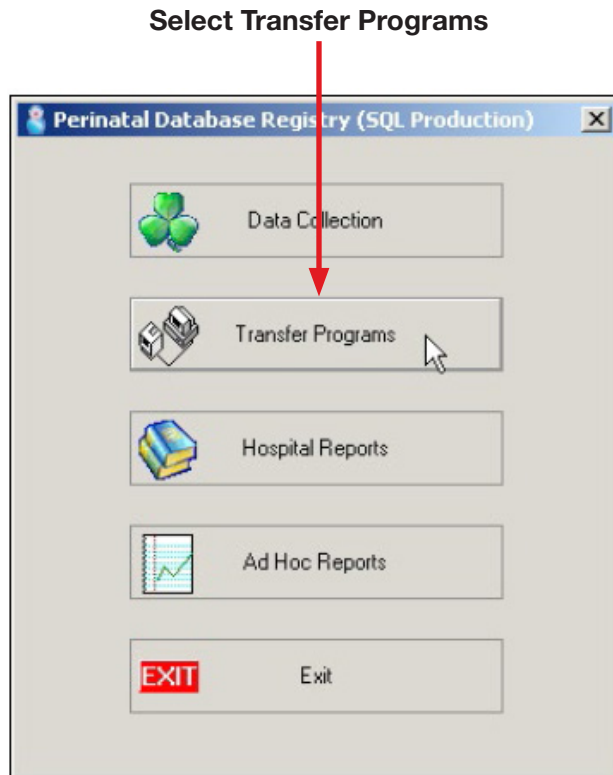 Select Transfer Programs
Perinatal Database Registry (SQL Production)
Data Collection
Transfer Programs
Hospital Reports
Ad Hoc Reports
EXIT Exit